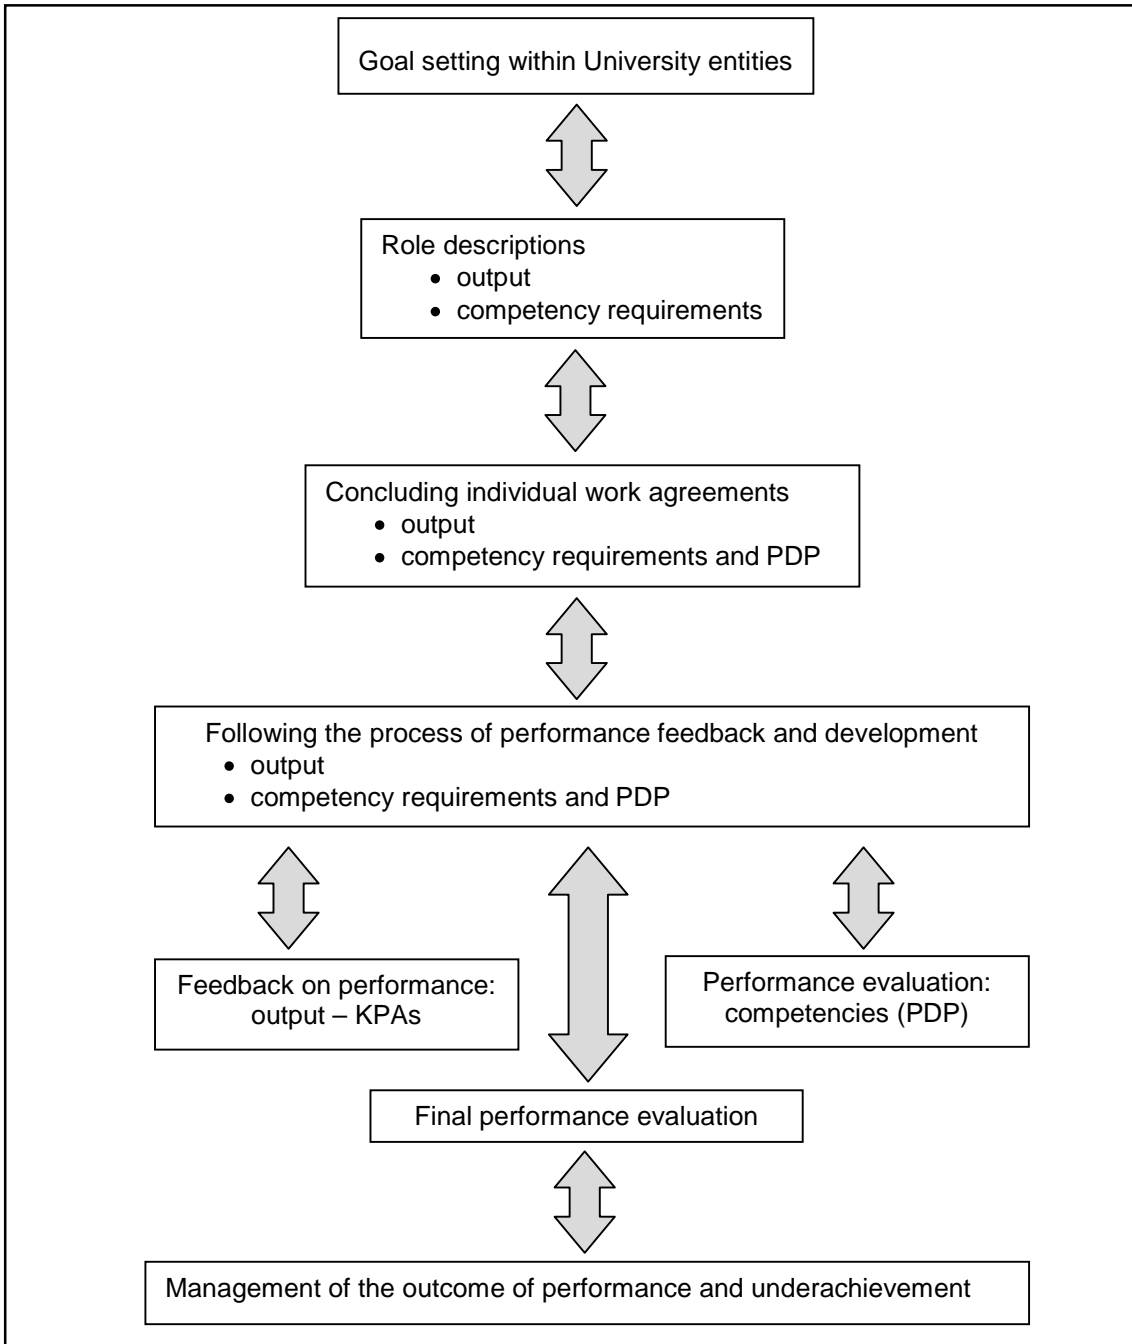 Goal setting within University entities
Role descriptions
• output
• competency requirements
Concluding individual work agreements
• output
• competency requirements and PDP
Following the process of performance feedback and development
• output
• competency requirements and PDP
Feedback on performance:
output – KPAs
Performance evaluation:
competencies (PDP)
Final performance evaluation
Management of the outcome of performance and underachievement